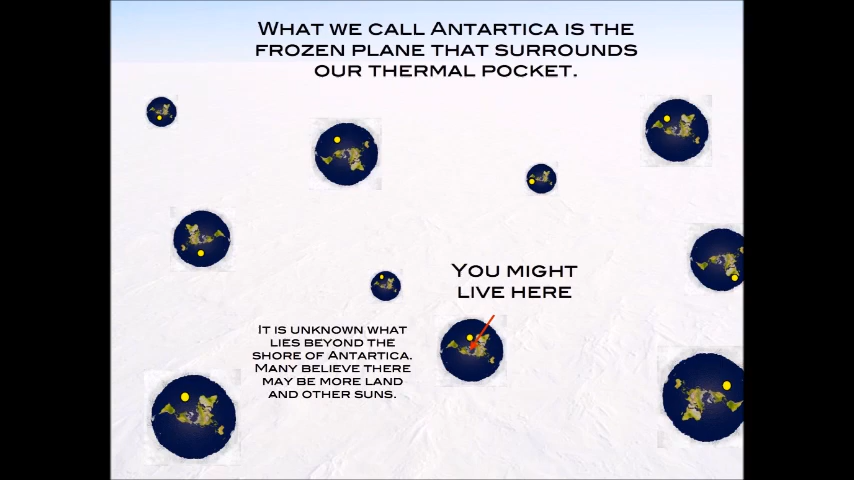 What we call Antartica is the
frozen plane that surrounds
our thermal pocket.
You might
live here
It is unknown what
lies beyond the
shore of Antartica.
Many believe there
may be more land
and other suns.